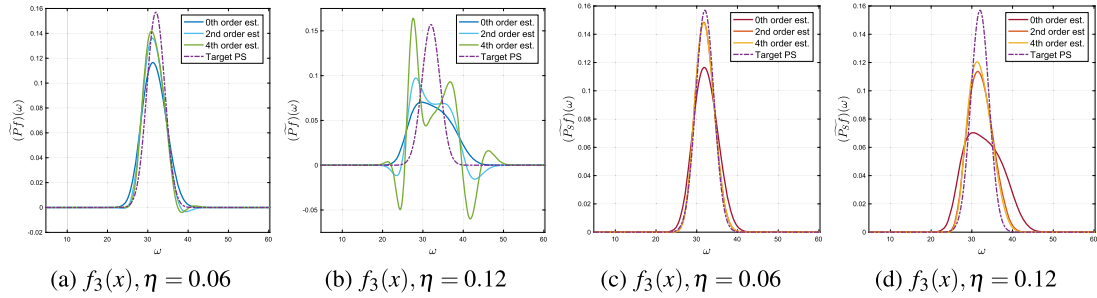 0.16
0.14
0.12
0.1
0.08
0.06
0.04
0.02
0
-0.02
10
20
30
40
50
60
ω
(P̃f)(ω)
0th order est.
2nd order est
4th order est.
Target PS
(a) f₃(x), η = 0.06
0.15
0.1
0.05
0
-0.05
10
20
30
40
50
60
ω
(P̃f)(ω)
0th order est.
2nd order est
4th order est.
Target PS
(b) f₃(x), η = 0.12
0.16
0.14
0.12
0.1
0.08
0.06
0.04
0.02
0
10
20
30
40
50
60
ω
(P̃ₛf)(ω)
0th order est.
2nd order est
4th order est.
Target PS
(c) f₃(x), η = 0.06
0.16
0.14
0.12
0.1
0.08
0.06
0.04
0.02
0
10
20
30
40
50
60
ω
(P̃ₛf)(ω)
0th order est.
2nd order est
4th order est.
Target PS
(d) f₃(x), η = 0.12